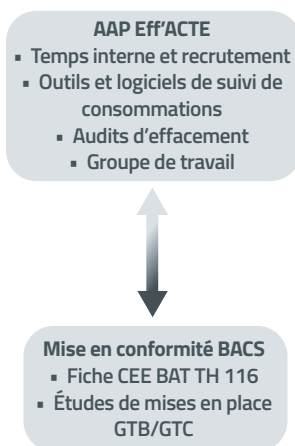 AAP Eff'ACTE
▪ Temps interne et recrutement
▪ Outils et logiciels de suivi de
consommations
▪ Audits d'effacement
▪ Groupe de travail
Mise en conformité BACS
▪ Fiche CEE BAT TH 116
▪ Études de mises en place
GTB/GTC